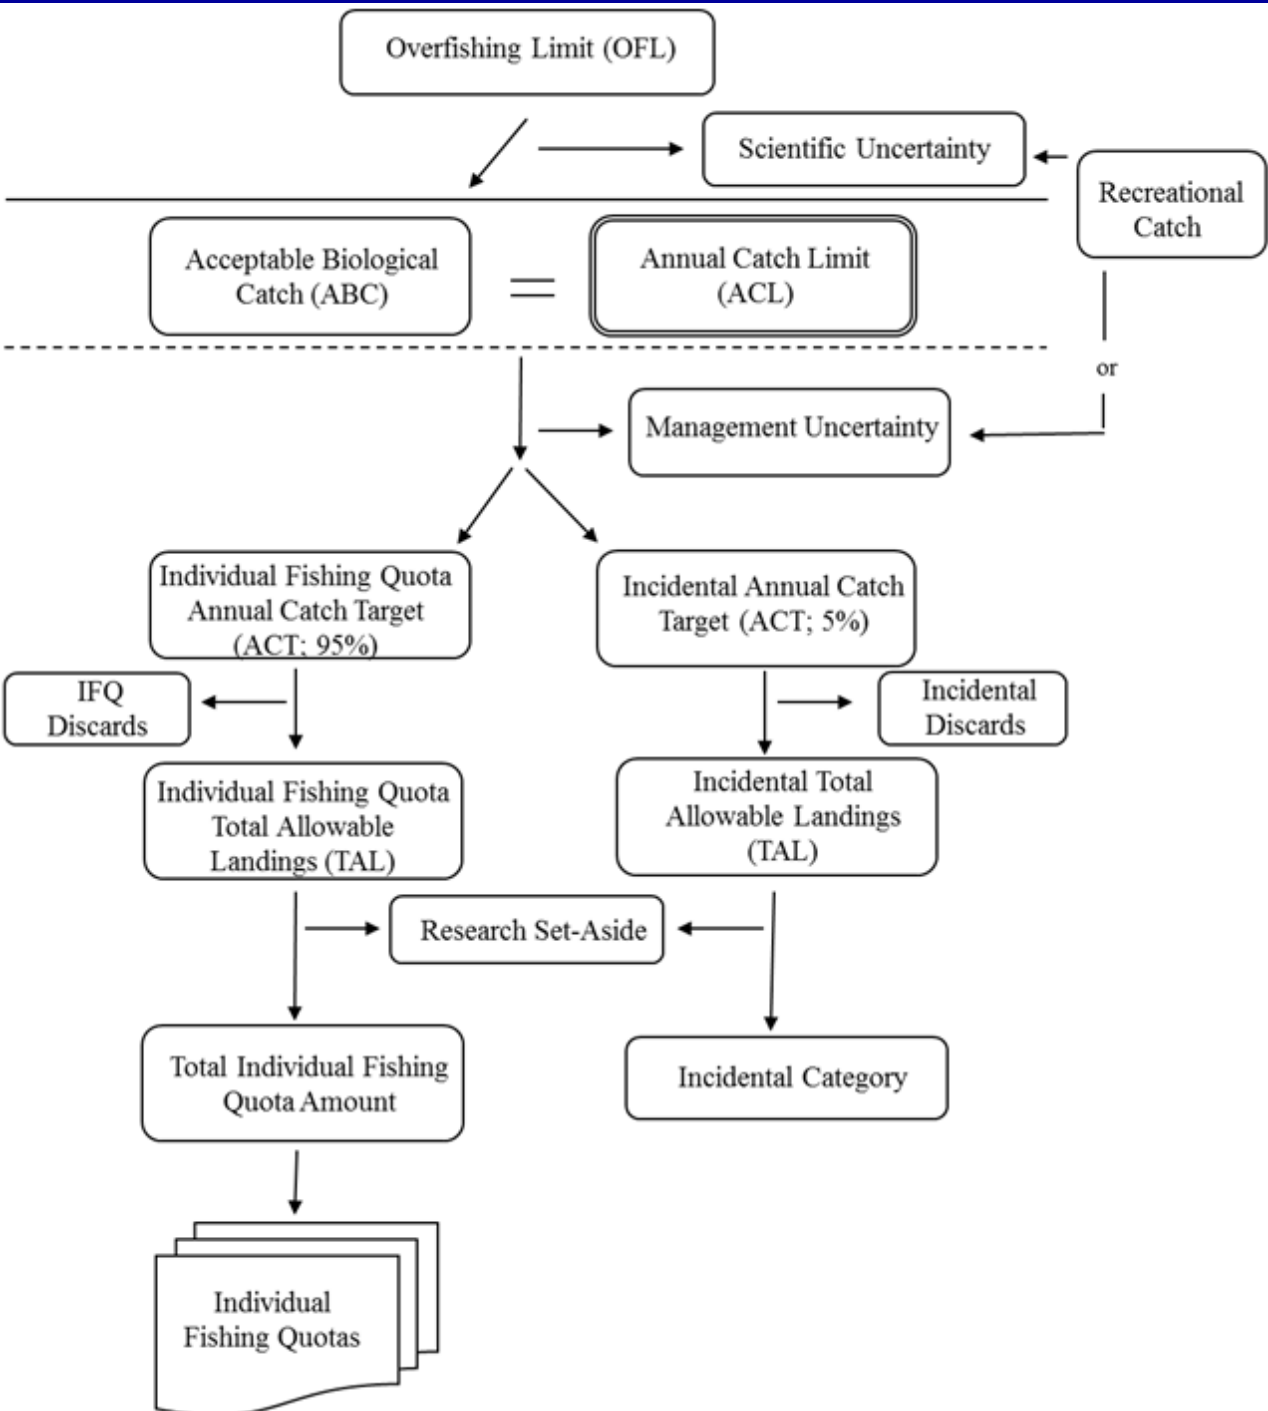 Overfishing Limit (OFL)
Scientific Uncertainty
Recreational
Catch
Acceptable Biological
Catch (ABC)
=
Annual Catch Limit
(ACL)
or
Management Uncertainty
Individual Fishing Quota
Annual Catch Target
(ACT; 95%)
Incidental Annual Catch
Target (ACT; 5%)
IFQ
Discards
Incidental
Discards
Individual Fishing Quota
Total Allowable
Landings (TAL)
Incidental Total
Allowable Landings
(TAL)
Research Set-Aside
Total Individual Fishing
Quota Amount
Incidental Category
Individual
Fishing Quotas